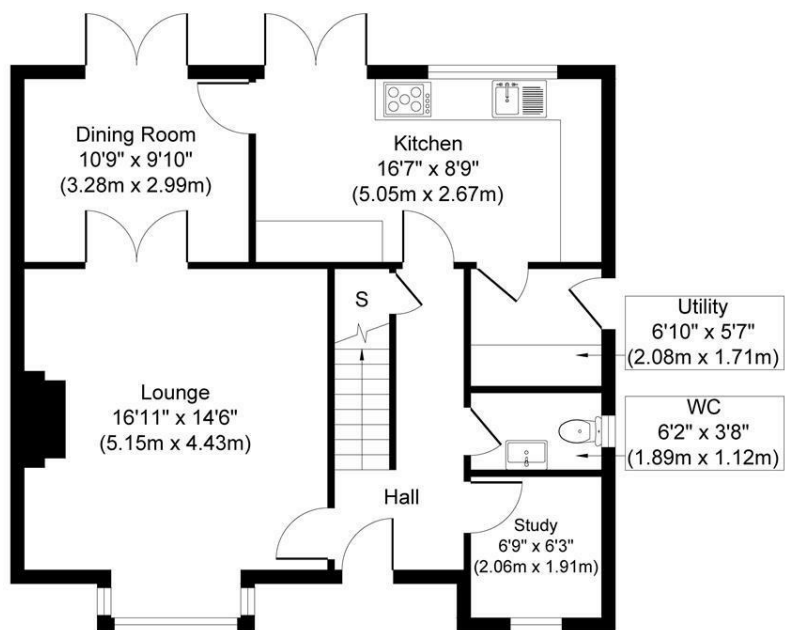 Dining Room
10'9" x 9'10"
(3.28m x 2.99m)
Kitchen
16'7" x 8'9"
(5.05m x 2.67m)
S
Utility
6'10" x 5'7"
(2.08m x 1.71m)
Lounge
16'11" x 14'6"
(5.15m x 4.43m)
WC
6'2" x 3'8"
(1.89m x 1.12m)
Hall
Study
6'9" x 6'3"
(2.06m x 1.91m)